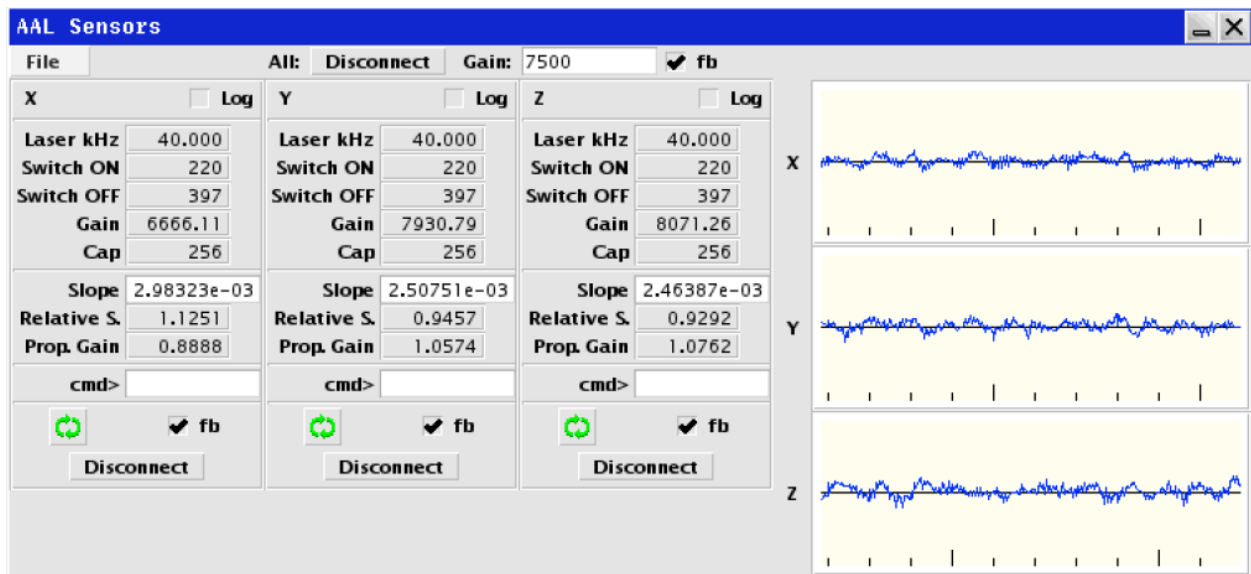 AAL Sensors
File All: Disconnect Gain: 7500 fb
X Log Y Log Z Log
Laser kHz 40.000 Laser kHz 40.000 Laser kHz 40.000
Switch ON 220 Switch ON 220 Switch ON 220
Switch OFF 397 Switch OFF 397 Switch OFF 397
Gain 6666.11 Gain 7930.79 Gain 8071.26
Cap 256 Cap 256 Cap 256
Slope 2.98323e-03 Slope 2.50751e-03 Slope 2.46387e-03
Relative S. 1.1251 Relative S. 0.9457 Relative S. 0.9292
Prop. Gain 0.8888 Prop. Gain 1.0574 Prop. Gain 1.0762
cmd> cmd> cmd>
fb fb fb
Disconnect Disconnect Disconnect
X
Y
Z